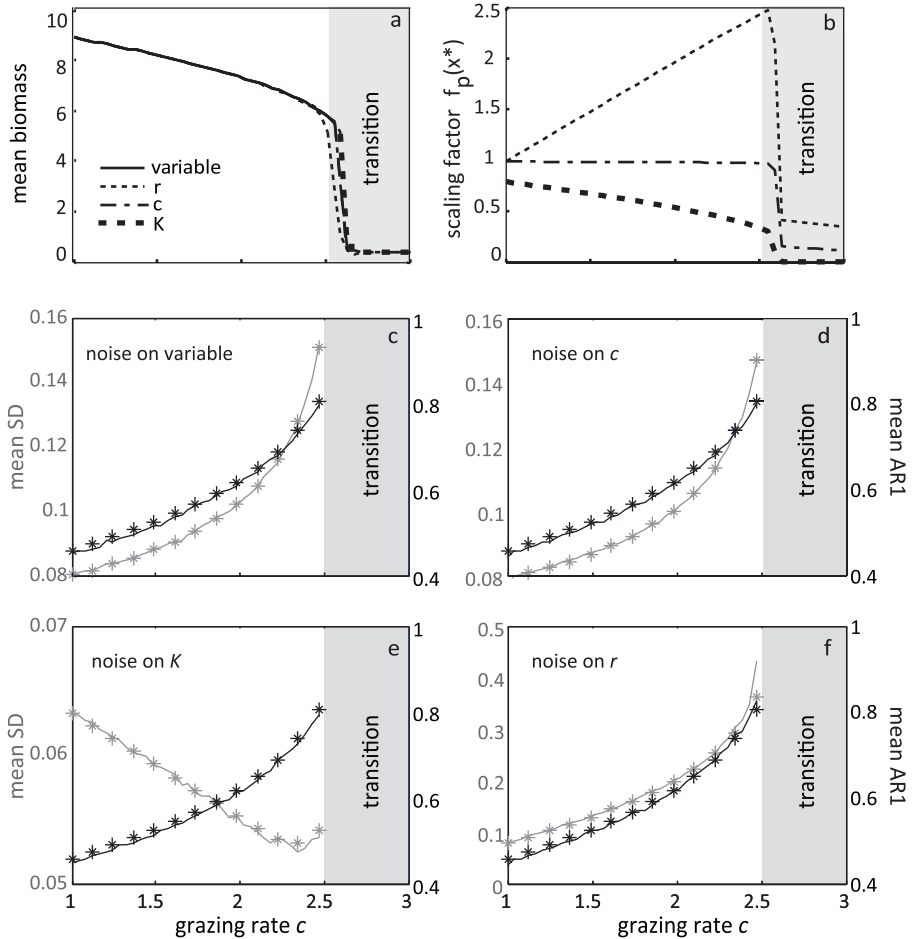 a
10
8
6
4
2
0
mean biomass
variable
r
c
K
transition
b
2.5
2
1.5
1
0.5
0
scaling factor f_p(x*)
transition
c
noise on variable
0.16
0.14
0.12
0.1
0.08
mean SD
1
0.8
0.6
0.4
transition
d
noise on c
0.16
0.14
0.12
0.1
0.08
1
0.8
0.6
0.4
mean AR1
transition
e
noise on K
0.07
0.06
0.05
mean SD
1
0.8
0.6
0.4
transition
1
1.5
2
2.5
3
grazing rate c
f
noise on r
0.5
0.4
0.3
0.2
0.1
0
1
0.8
0.6
0.4
mean AR1
transition
1
1.5
2
2.5
3
grazing rate c